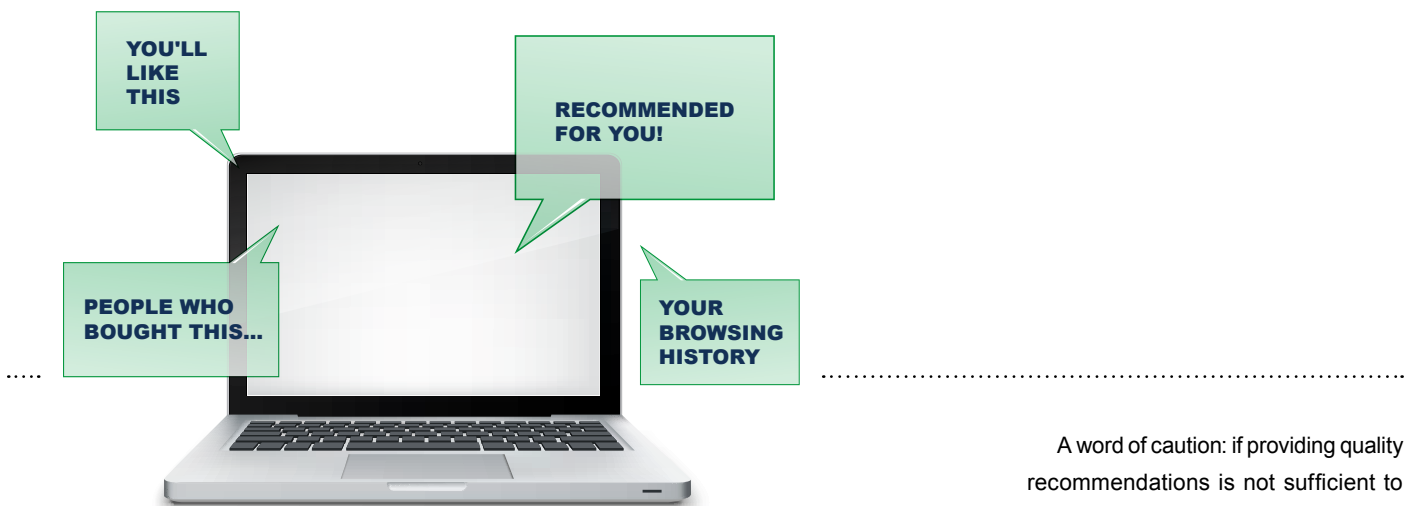 YOU'LL
LIKE
THIS
RECOMMENDED
FOR YOU!
PEOPLE WHO
BOUGHT THIS...
YOUR
BROWSING
HISTORY
A word of caution: if providing quality
recommendations is not sufficient to